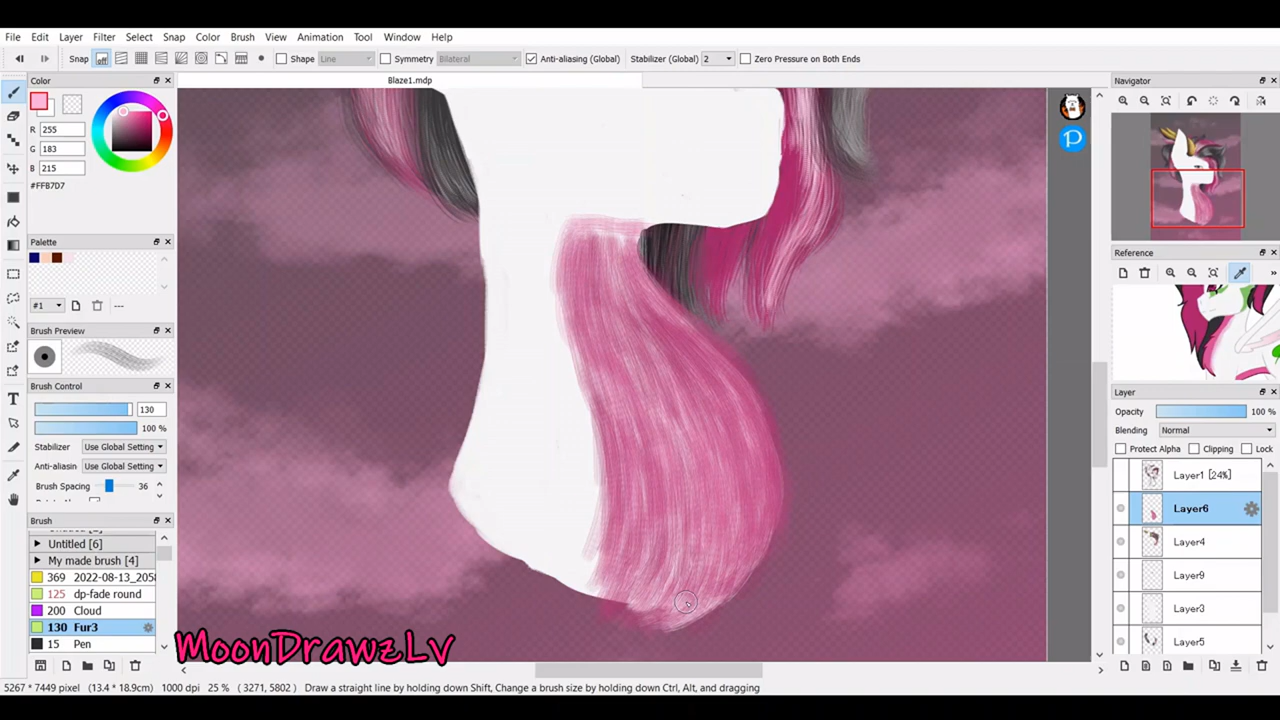 File Edit Layer Filter Select Snap Color Brush View Animation Tool Window Help
Snap off Shape Line Symmetry Bilateral Anti-aliasing (Global) Stabilizer (Global) 2 Zero Pressure on Both Ends
Color
Blaze1.mdp
Navigator
R 255
G 183
B 215
#FFB7D7
Palette
#1 ---
Reference
Brush Preview
Brush Control
130
100 %
Stabilizer Use Global Setting
Anti-aliasin Use Global Setting
Brush Spacing 36
Layer
Opacity 100 %
Blending Normal
Protect Alpha Clipping Lock
Layer1 [24%]
Layer6
Layer4
Layer9
Layer3
Layer5
Brush
My made brush [4]
Untitled [6]
369 2022-08-13_205
125 dp-fade round
200 Cloud
130 Fur3
15 Pen
MoonDrawzLv
5267 * 7449 pixel (13.4 * 18.9cm) 1000 dpi 25 % ( 3271, 5802 ) Draw a straight line by holding down Shift, Change a brush size by holding down Ctrl, Alt, and dragging